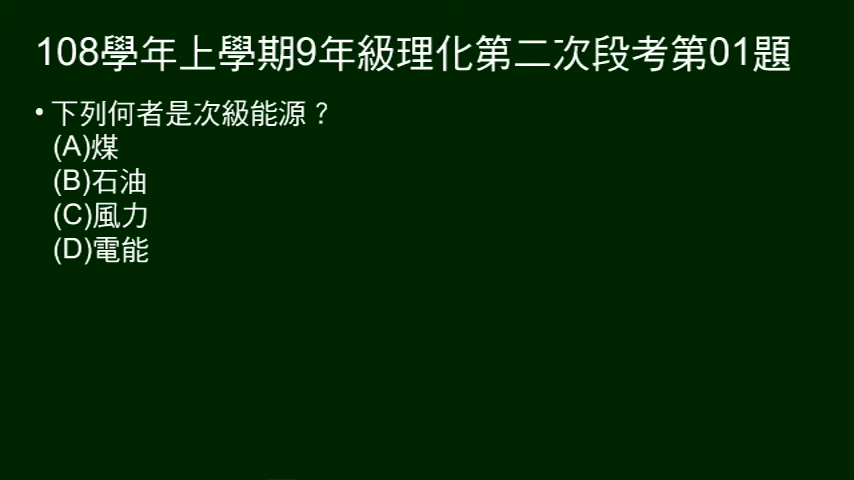 108學年上學期9年級理化第二次段考第01題
• 下列何者是次級能源？
(A)煤
(B)石油
(C)風力
(D)電能